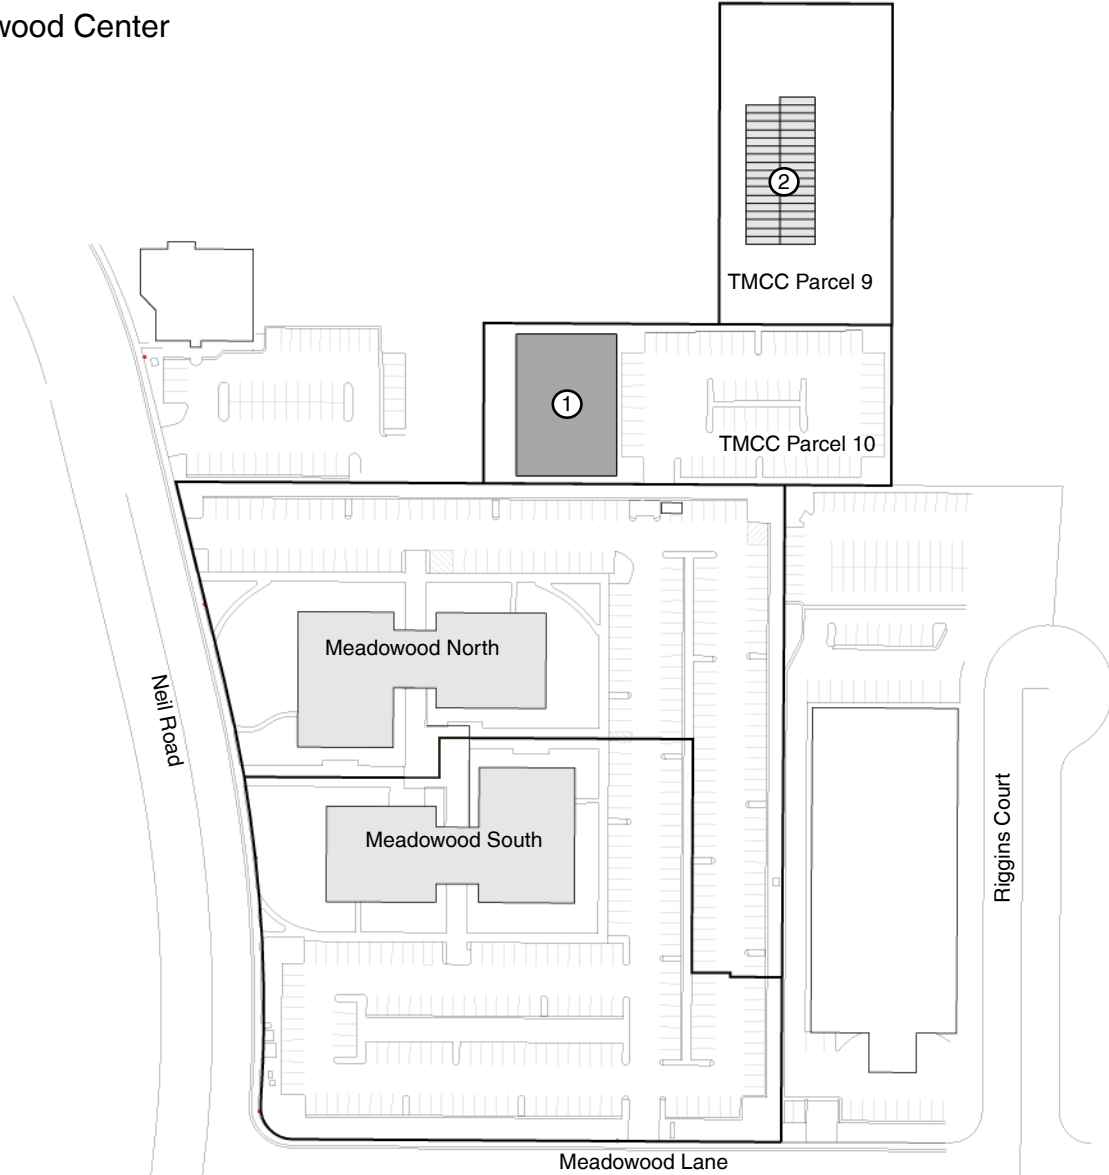 wood Center
2
TMCC Parcel 9
1
TMCC Parcel 10
Meadowood North
Neil Road
Meadowood South
Riggins Court
Meadowood Lane